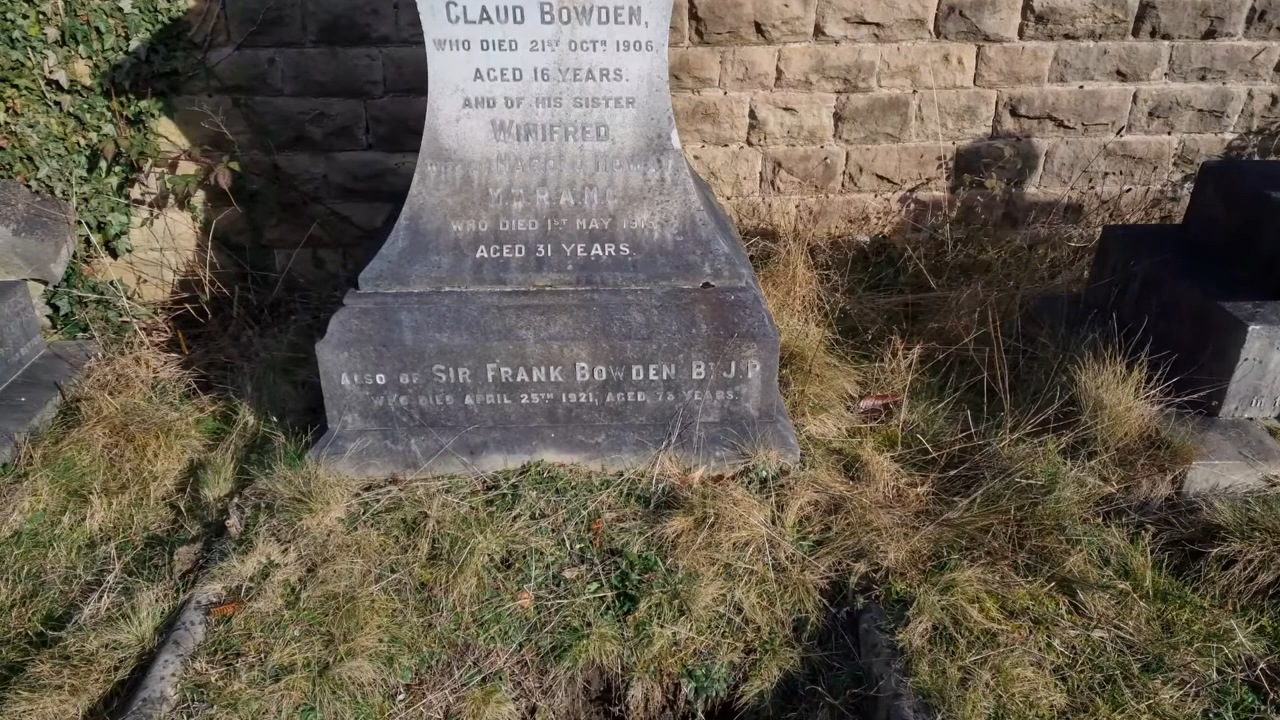 CLAUD BOWDEN,
WHO DIED 21ST OCTR 1906,
AGED 16 YEARS.
AND OF HIS SISTER
WINIFRED,
WHO DIED 1ST MAY
AGED 31 YEARS.
ALSO OF SIR FRANK BOWDEN BT J.P
WHO DIED APRIL 25TH 1921, AGED 73 YEARS.